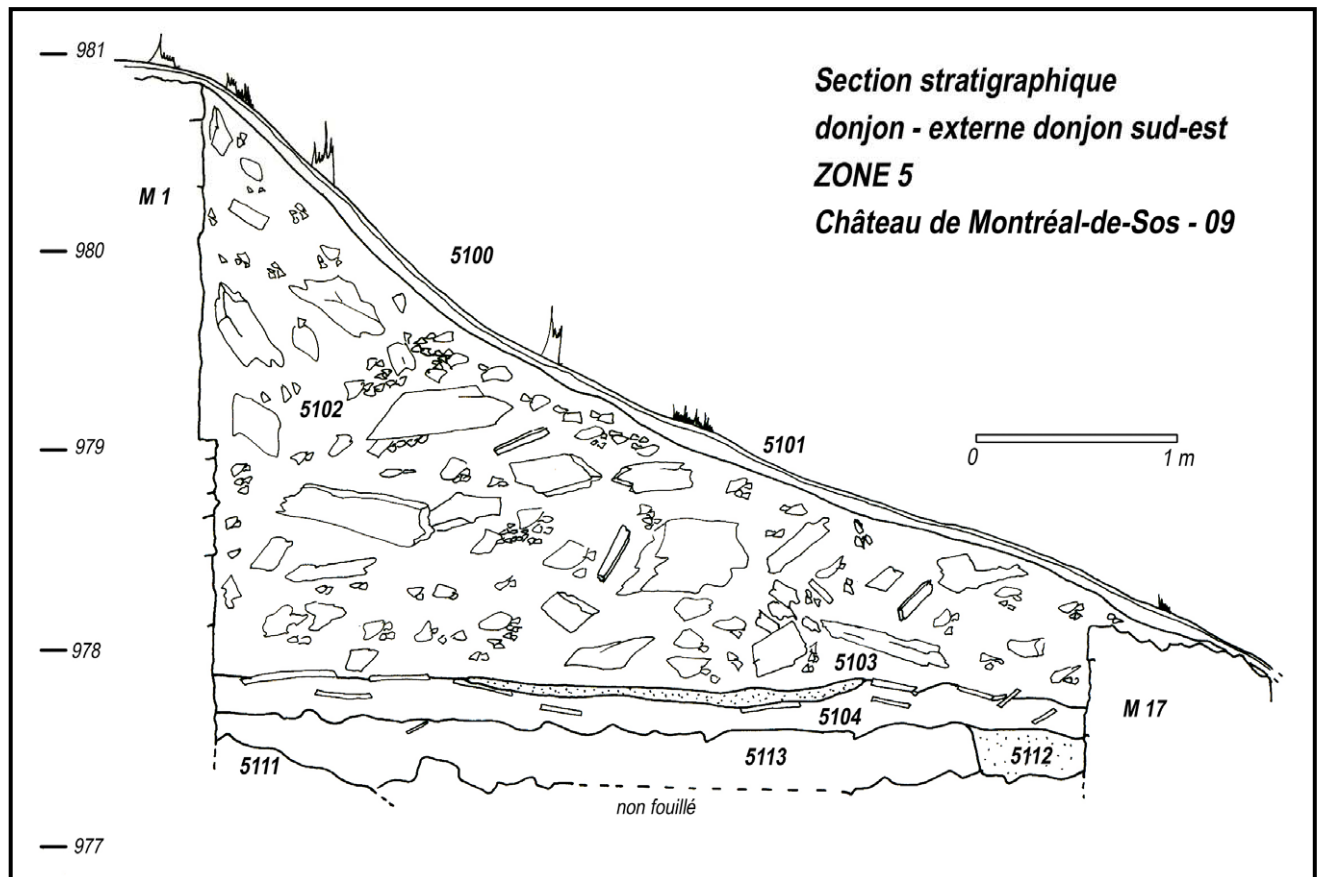 981
Section stratigraphique
donjon - externe donjon sud-est
ZONE 5
Château de Montréal-de-Sos - 09
M 1
980
5100
979
5102
5101
0
1 m
978
5103
5104
M 17
5111
5113
5112
non fouillé
977